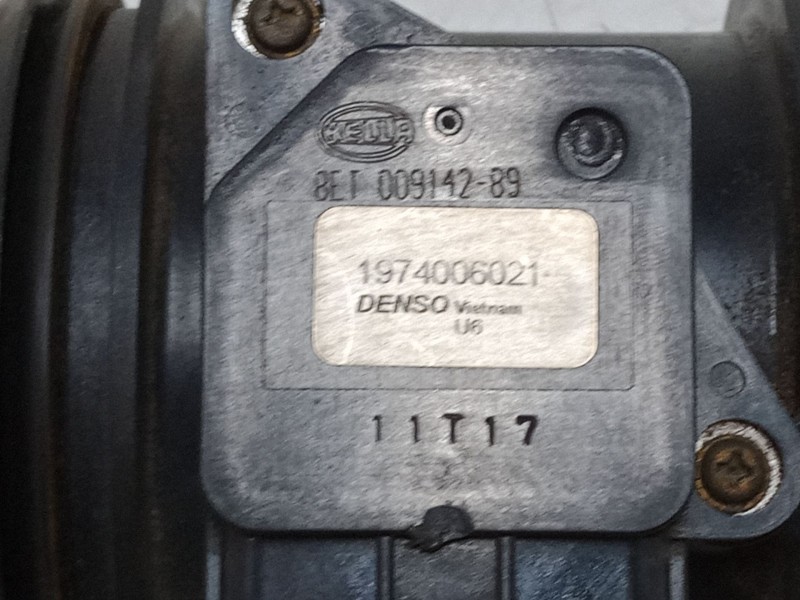 HELLA
8ET 009142-89
1974006021
DENSO Vietnam
U6
11T17